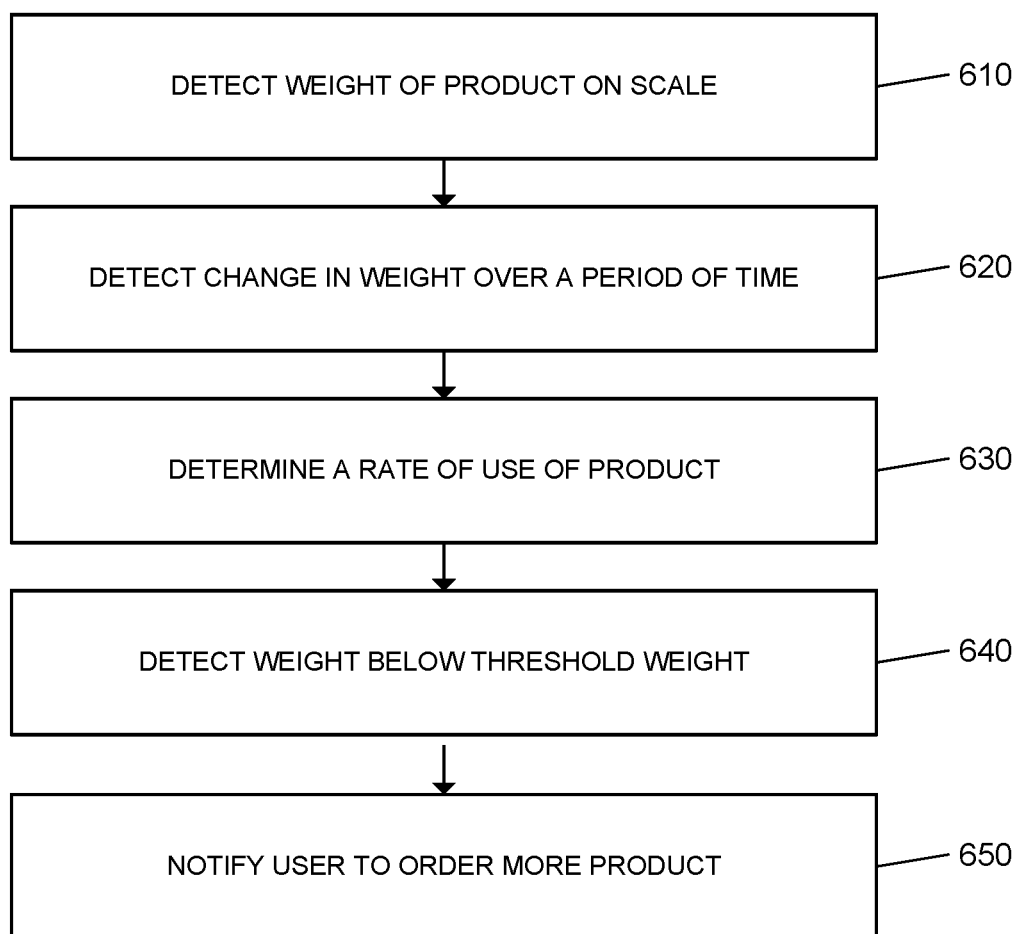 DETECT WEIGHT OF PRODUCT ON SCALE
610
DETECT CHANGE IN WEIGHT OVER A PERIOD OF TIME
620
DETERMINE A RATE OF USE OF PRODUCT
630
DETECT WEIGHT BELOW THRESHOLD WEIGHT
640
NOTIFY USER TO ORDER MORE PRODUCT
650